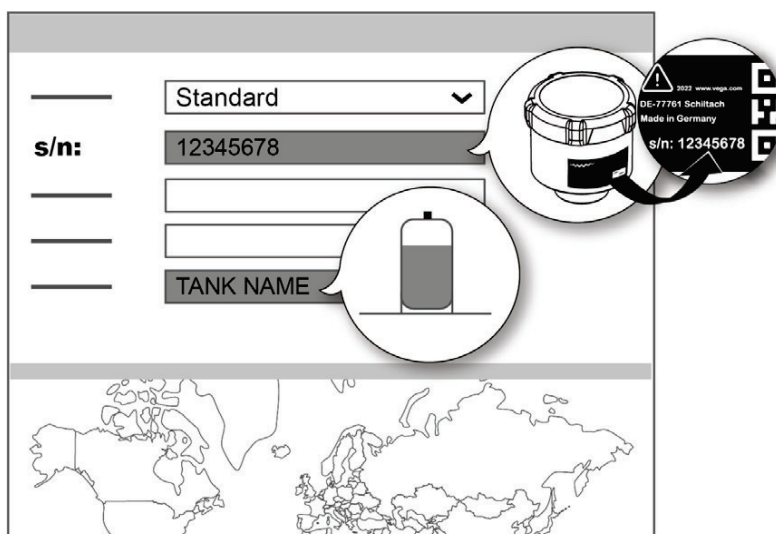 Standard
s/n:
12345678
TANK NAME
2022 www.vega.com
DE-77761 Schiltach
Made in Germany
s/n: 12345678